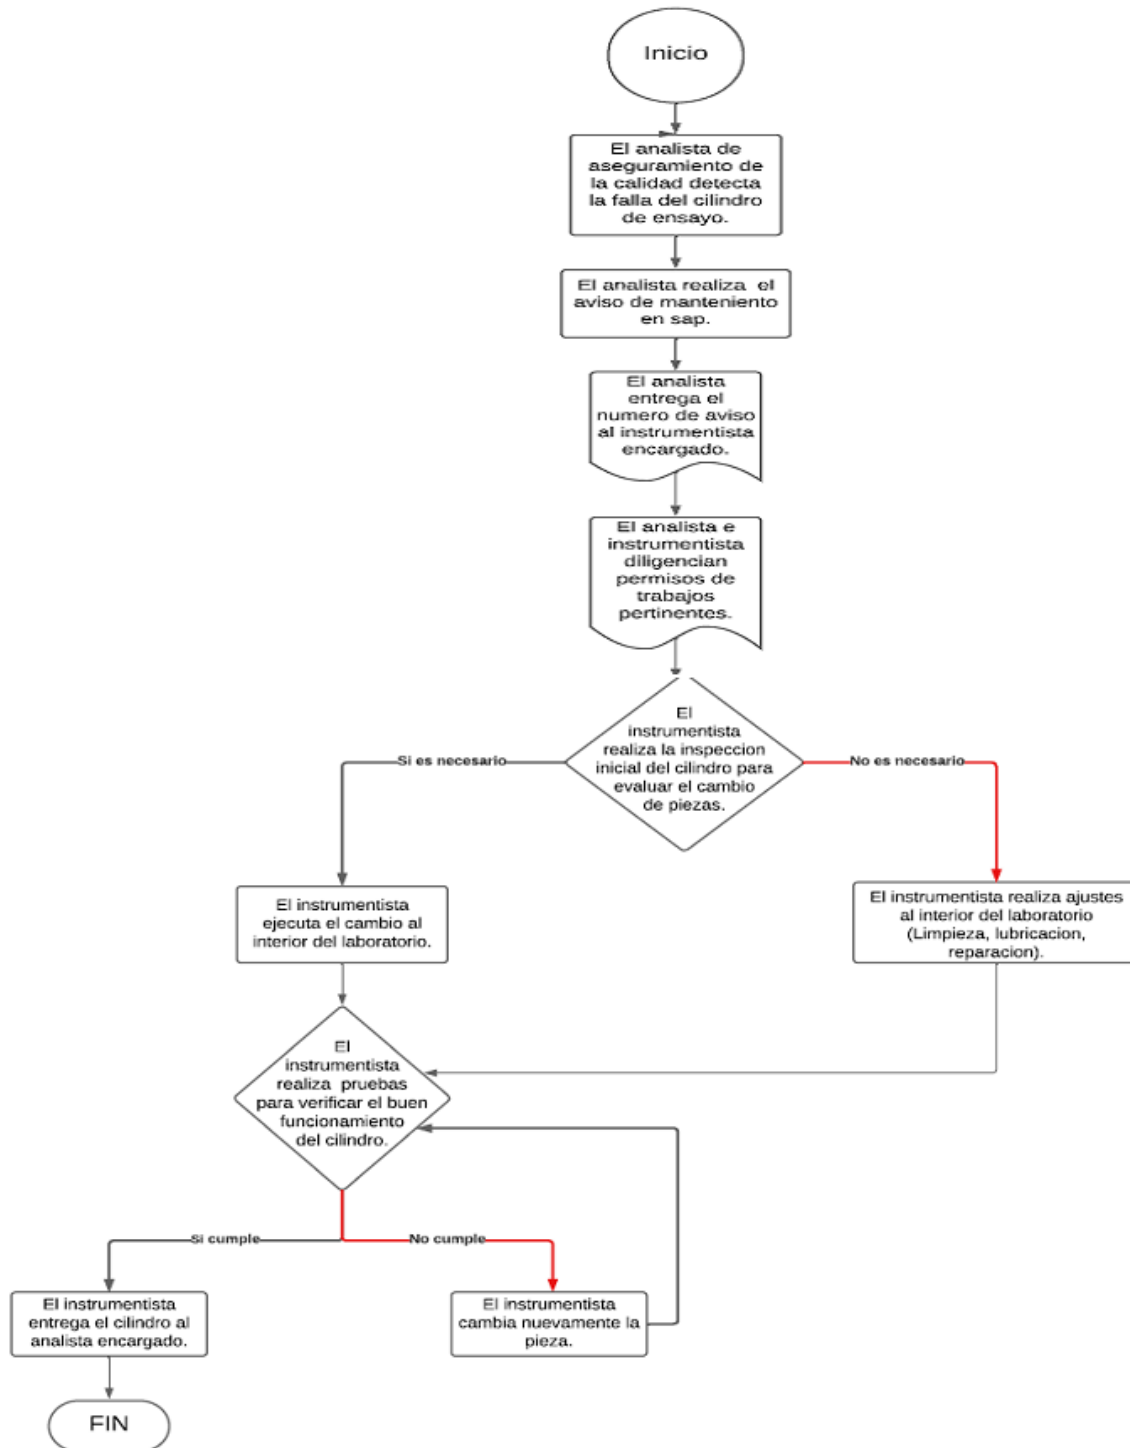 Inicio
El analista de
aseguramiento de
la calidad detecta
la falla del cilindro
de ensayo.
El analista realiza el
aviso de manteniento
en sap.
El analista
entrega el
numero de aviso
al instrumentista
encargado.
El analista e
instrumentista
diligencian
permisos de
trabajos
pertinentes.
El
instrumentista
realiza la inspeccion
inicial del cilindro para
evaluar el cambio
de piezas.
Si es necesario
No es necesario
El instrumentista
ejecuta el cambio al
interior del laboratorio.
El instrumentista realiza ajustes
al interior del laboratorio
(Limpieza, lubricacion,
reparacion).
El
instrumentista
realiza pruebas
para verificar el buen
funcionamiento
del cilindro.
Si cumple
No cumple
El instrumentista
entrega el cilindro al
analista encargado.
El instrumentista
cambia nuevamente la
pieza.
FIN